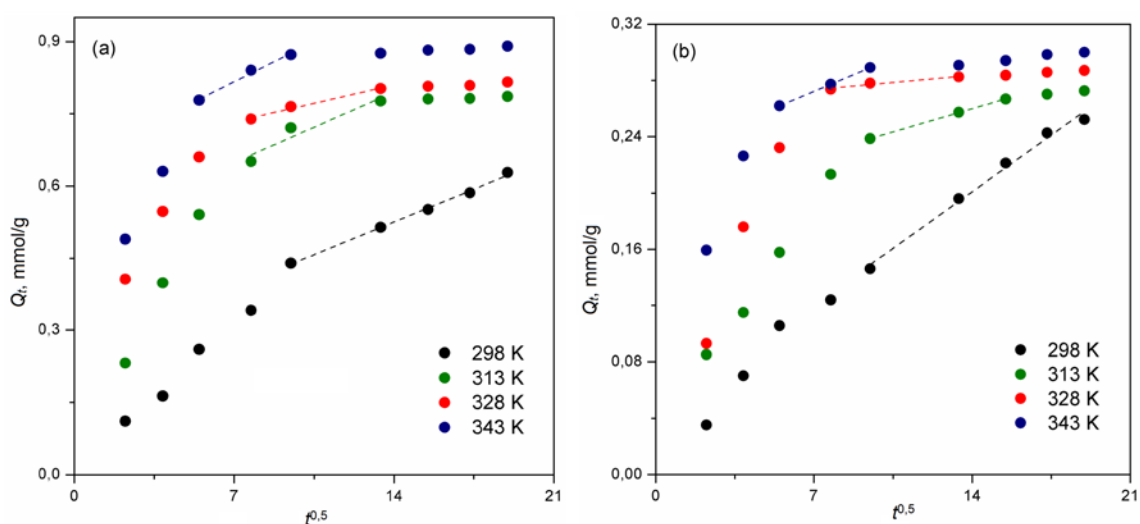 (a)
Qt, mmol/g
0,9
0,6
0,3
0,0
298 K
313 K
328 K
343 K
0 7 14 21
t0,5
(b)
Qt, mmol/g
0,32
0,24
0,16
0,08
0,00
298 K
313 K
328 K
343 K
0 7 14 21
t0,5